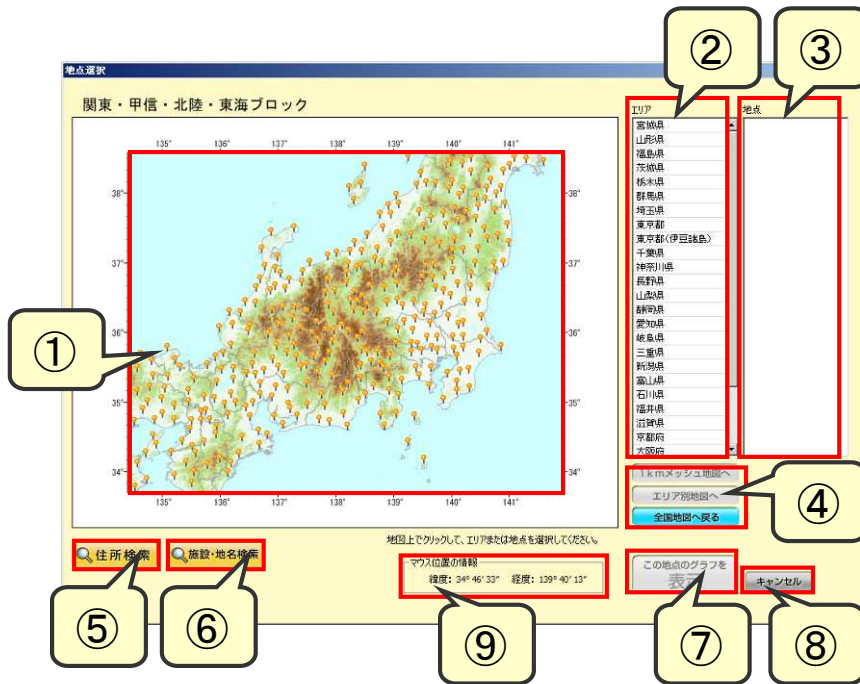 ②
③
地点選択
関東・甲信・北陸・東海ブロック
エリア
地点
135° 136° 137° 138° 139° 140° 141°
38°
37°
36°
35°
34°
135° 136° 137° 138° 139° 140° 141°
①
宮城県
山形県
福島県
茨城県
栃木県
群馬県
埼玉県
東京都
東京都(伊豆諸島)
千葉県
神奈川県
長野県
山梨県
静岡県
愛知県
岐阜県
三重県
新潟県
富山県
石川県
福井県
滋賀県
京都府
大阪府
1kmメッシュ地図へ
エリア別地図へ
全国地図へ戻る
④
地図上でクリックして、エリアまたは地点を選択してください。
住所検索
施設・地名検索
マウス位置の情報
緯度: 34° 46′ 33″ 経度: 139° 40′ 13″
この地点のグラフを
キャンセル
⑤
⑥
⑨
⑦
⑧